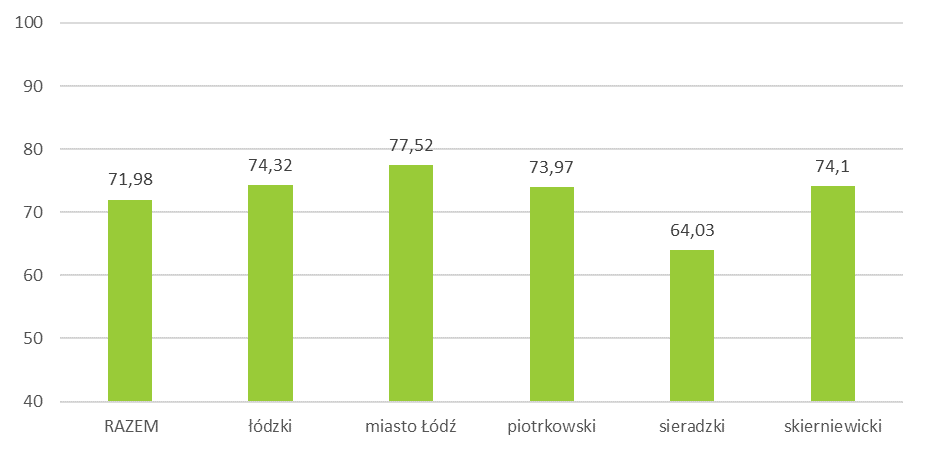 100
90
80
70
60
50
40
71,98
74,32
77,52
73,97
64,03
74,1
RAZEM
łódzki
miasto Łódź
piotrkowski
sieradzki
skierniewicki